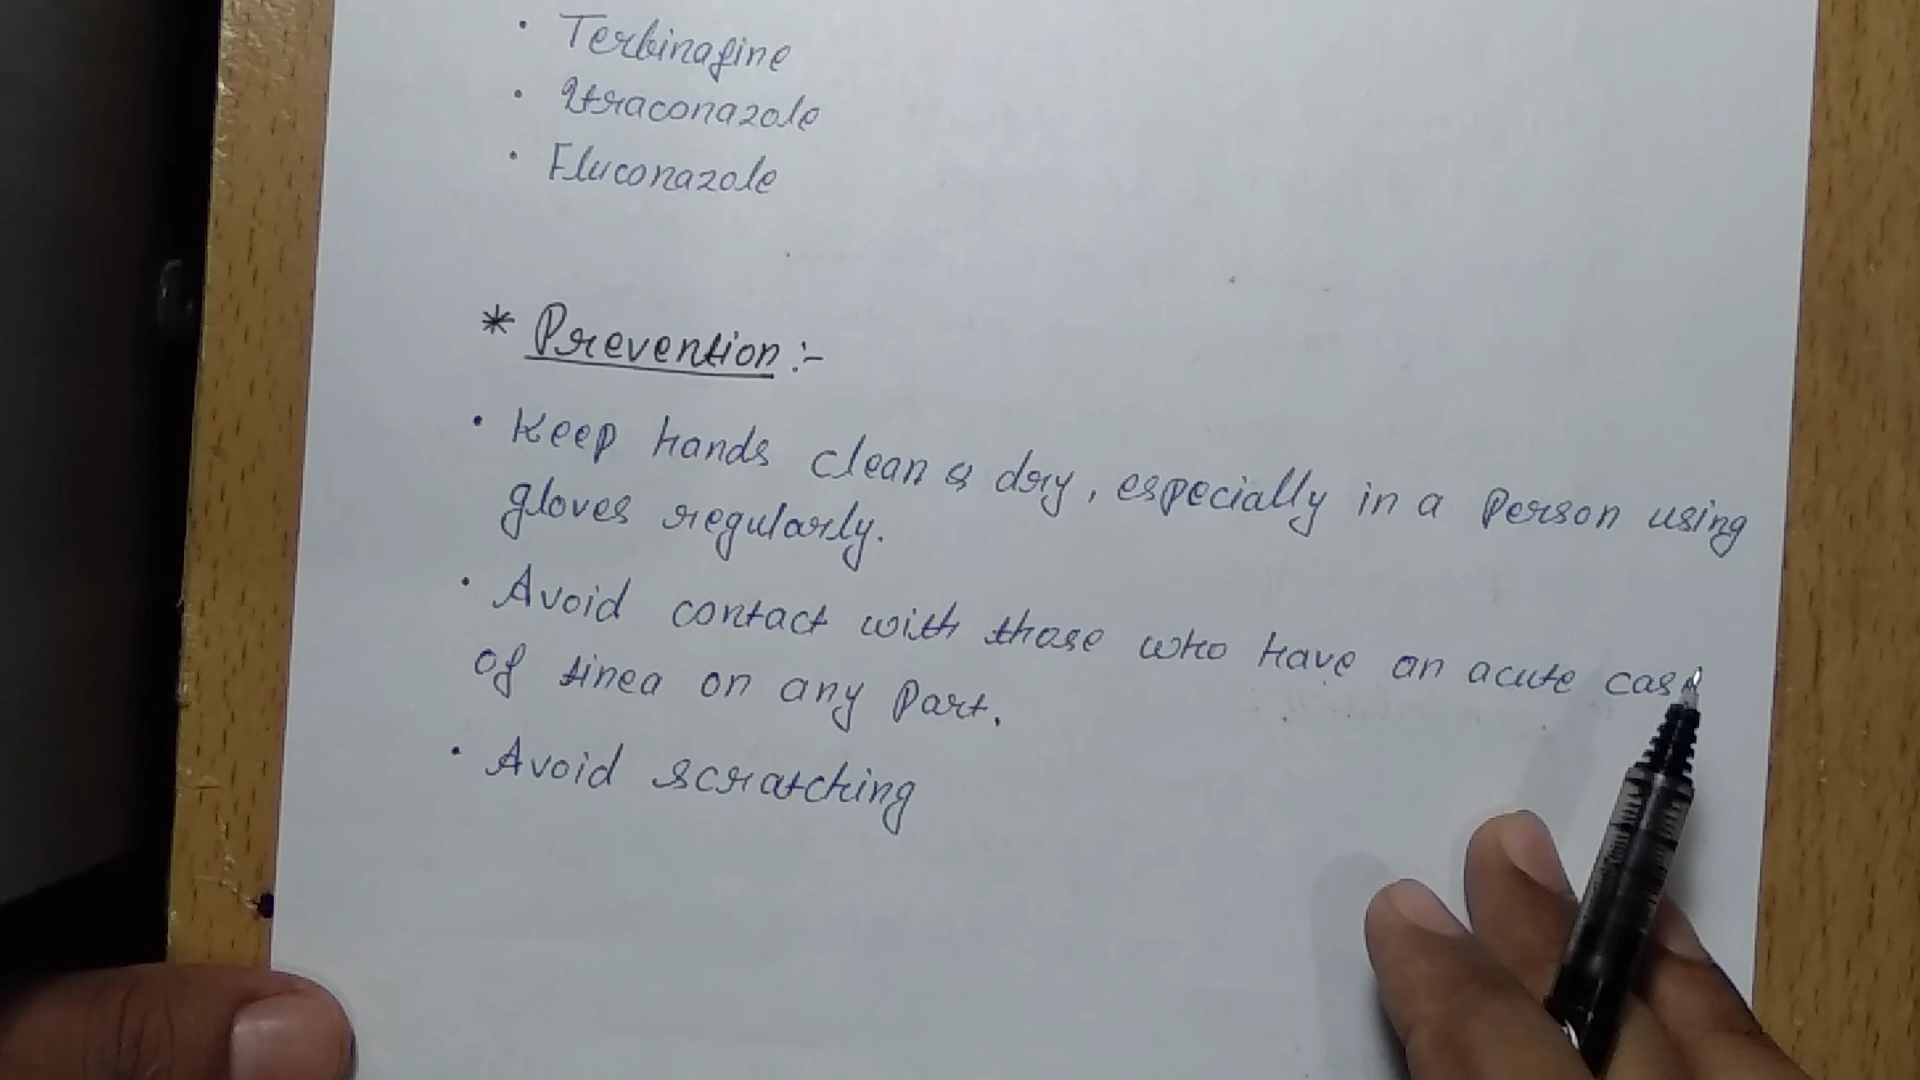 • Terbinafine
• Itraconazole
• Fluconazole
* Prevention :-
• Keep hands clean & dry, especially in a person using
gloves regularly.
• Avoid contact with those who have an acute case
of tinea on any part.
• Avoid scratching